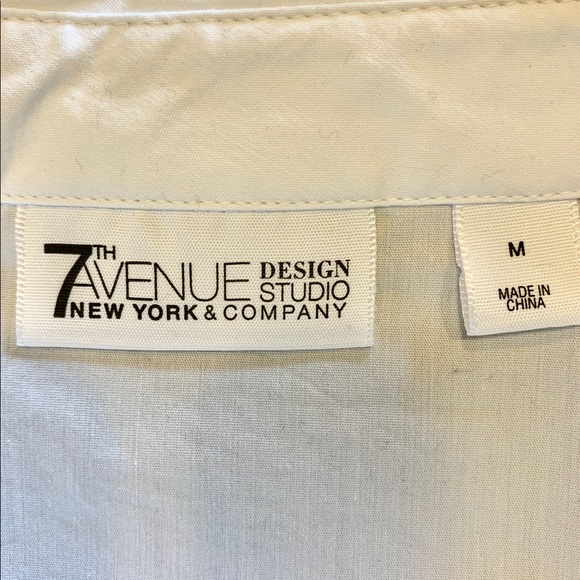 7TH AVENUE DESIGN STUDIO
NEW YORK & COMPANY
M
MADE IN
CHINA